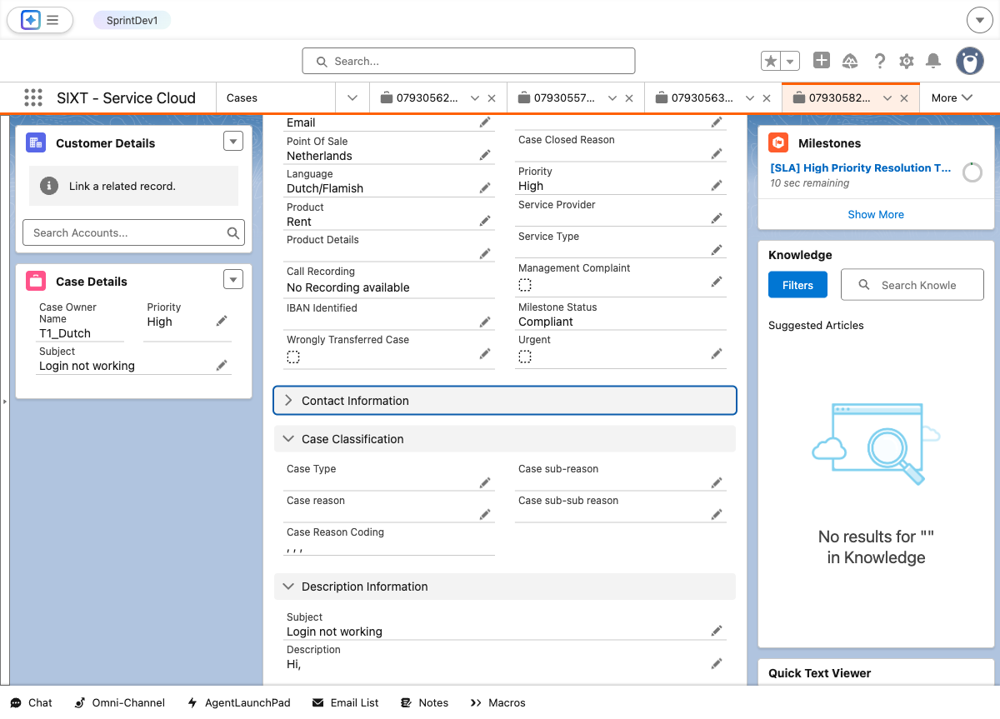 SprintDev1
Search...
SIXT - Service Cloud
Cases
07930562...
07930557...
07930563...
07930582...
More
Customer Details
Link a related record.
Search Accounts...
Case Details
Case Owner Name
T1_Dutch
Priority
High
Subject
Login not working
Email
Point Of Sale
Netherlands
Language
Dutch/Flamish
Product
Rent
Product Details
Call Recording
No Recording available
IBAN Identified
Wrongly Transferred Case
Case Closed Reason
Priority
High
Service Provider
Service Type
Management Complaint
Milestone Status
Compliant
Urgent
Contact Information
Case Classification
Case Type
Case sub-reason
Case reason
Case sub-sub reason
Case Reason Coding
, , ,
Description Information
Subject
Login not working
Description
Hi,
Milestones
[SLA] High Priority Resolution T...
10 sec remaining
Show More
Knowledge
Filters
Search Knowle
Suggested Articles
No results for ""
in Knowledge
Quick Text Viewer
Chat
Omni-Channel
AgentLaunchPad
Email List
Notes
Macros